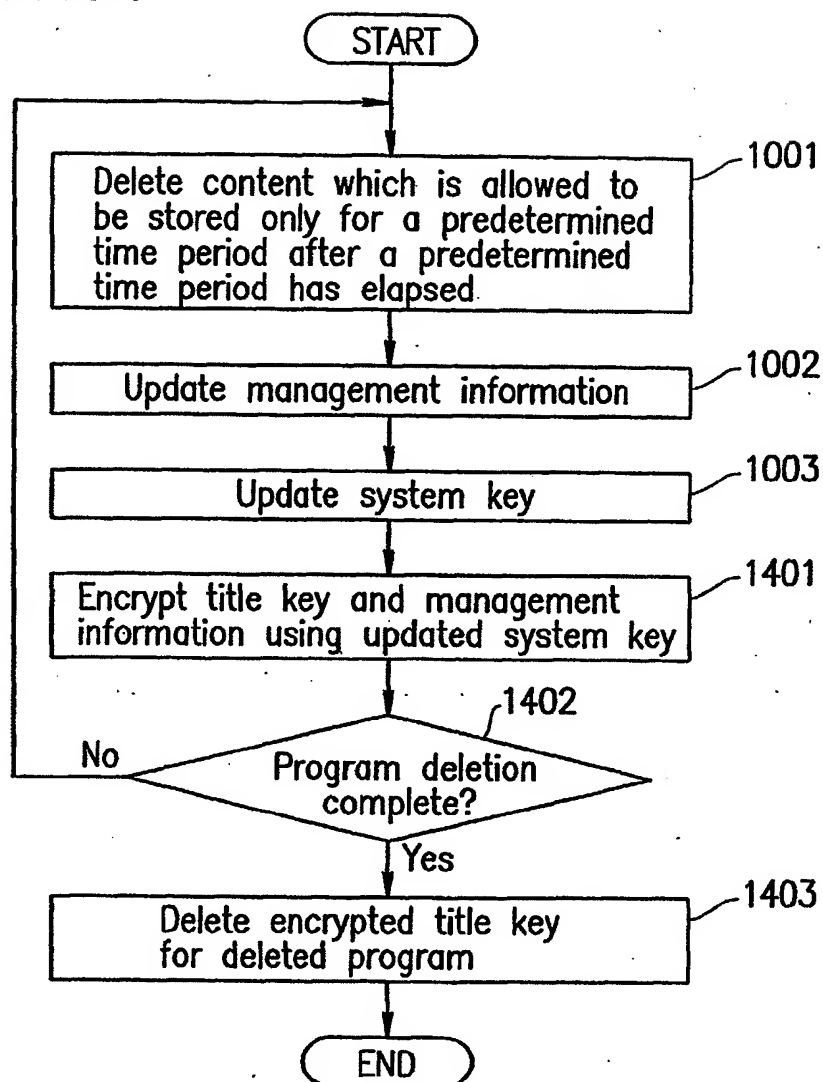 START
Delete content which is allowed to
be stored only for a predetermined
time period after a predetermined
time period has elapsed
1001
Update management information
1002
Update system key
1003
Encrypt title key and management
information using updated system key
1401
1402
Program deletion
complete?
No
Yes
Delete encrypted title key
for deleted program
1403
END